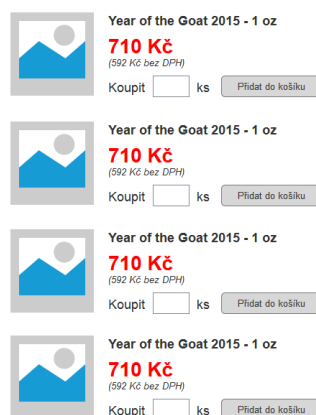 Year of the Goat 2015 - 1 oz
710 Kč
(592 Kč bez DPH)
Koupit ks Přidat do košíku
Year of the Goat 2015 - 1 oz
710 Kč
(592 Kč bez DPH)
Koupit ks Přidat do košíku
Year of the Goat 2015 - 1 oz
710 Kč
(592 Kč bez DPH)
Koupit ks Přidat do košíku
Year of the Goat 2015 - 1 oz
710 Kč
(592 Kč bez DPH)
Koupit ks Přidat do košíku